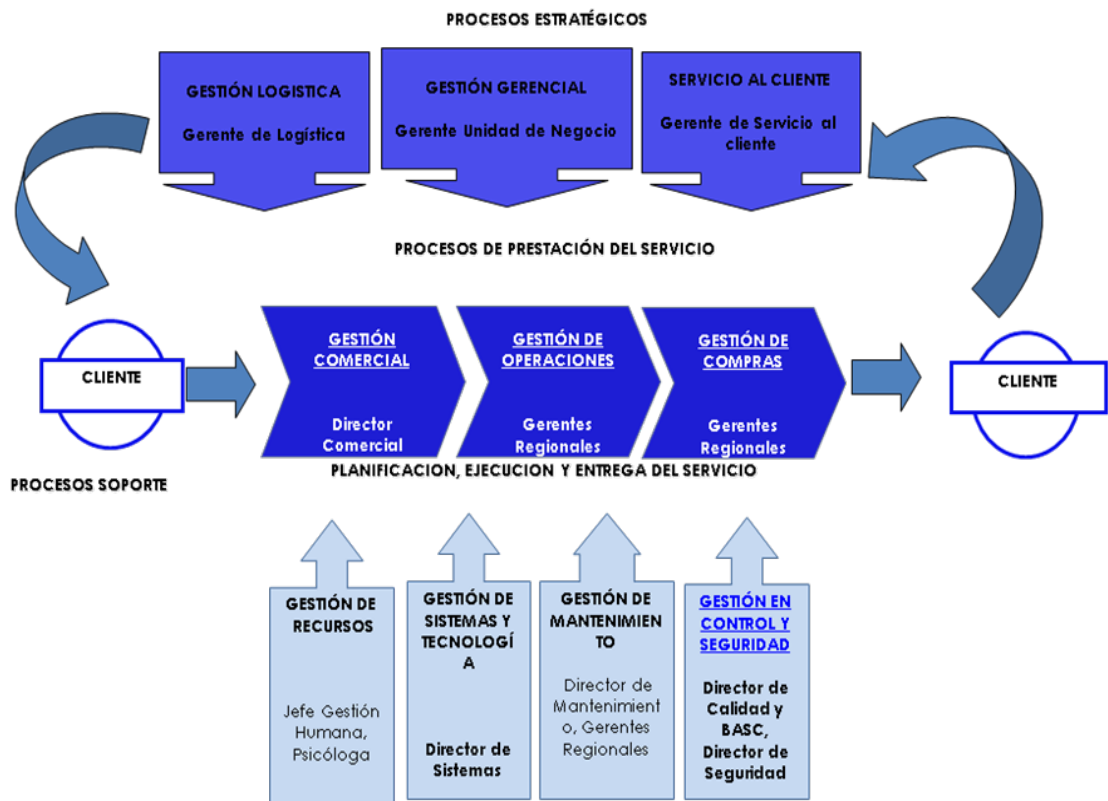 PROCESOS ESTRATÉGICOS
GESTIÓN LOGISTICA
Gerente de Logística
GESTIÓN GERENCIAL
Gerente Unidad de Negocio
SERVICIO AL CLIENTE
Gerente de Servicio al
cliente
PROCESOS DE PRESTACIÓN DEL SERVICIO
CLIENTE
GESTIÓN
COMERCIAL
Director
Comercial
GESTIÓN DE
OPERACIONES
Gerentes
Regionales
GESTIÓN DE
COMPRAS
Gerentes
Regionales
CLIENTE
PLANIFICACION, EJECUCION Y ENTREGA DEL SERVICIO
PROCESOS SOPORTE
GESTIÓN DE
RECURSOS
Jefe Gestión
Humana,
Psicóloga
GESTIÓN DE
SISTEMAS Y
TECNOLOGÍ
A
Director de
Sistemas
GESTIÓN DE
MANTENIMIE
NTO
Director de
Mantenimient
o, Gerentes
Regionales
GESTIÓN EN
CONTROL Y
SEGURIDAD
Director de
Calidad y
BASC,
Director de
Seguridad